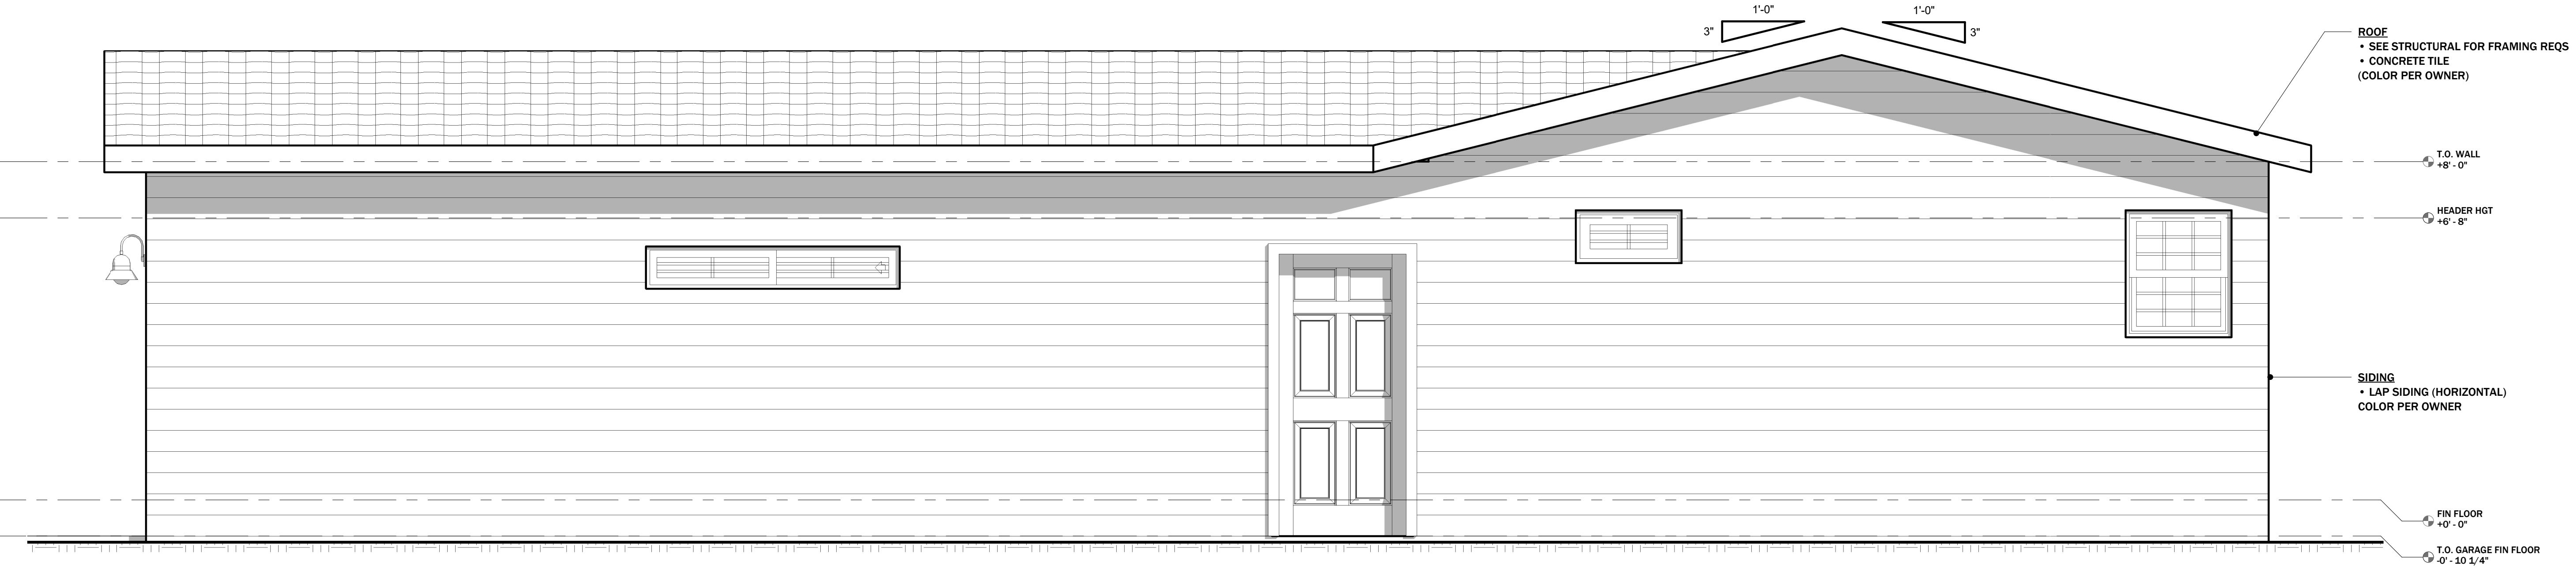 1'-0"
1'-0"
3"
3"
ROOF
• SEE STRUCTURAL FOR FRAMING REQS
• CONCRETE TILE
(COLOR PER OWNER)
T.O. WALL
+8' - 0"
HEADER HGT
+6' - 8"
SIDING
• LAP SIDING (HORIZONTAL)
COLOR PER OWNER
FIN FLOOR
+0' - 0"
T.O. GARAGE FIN FLOOR
-0' - 10 1/4"